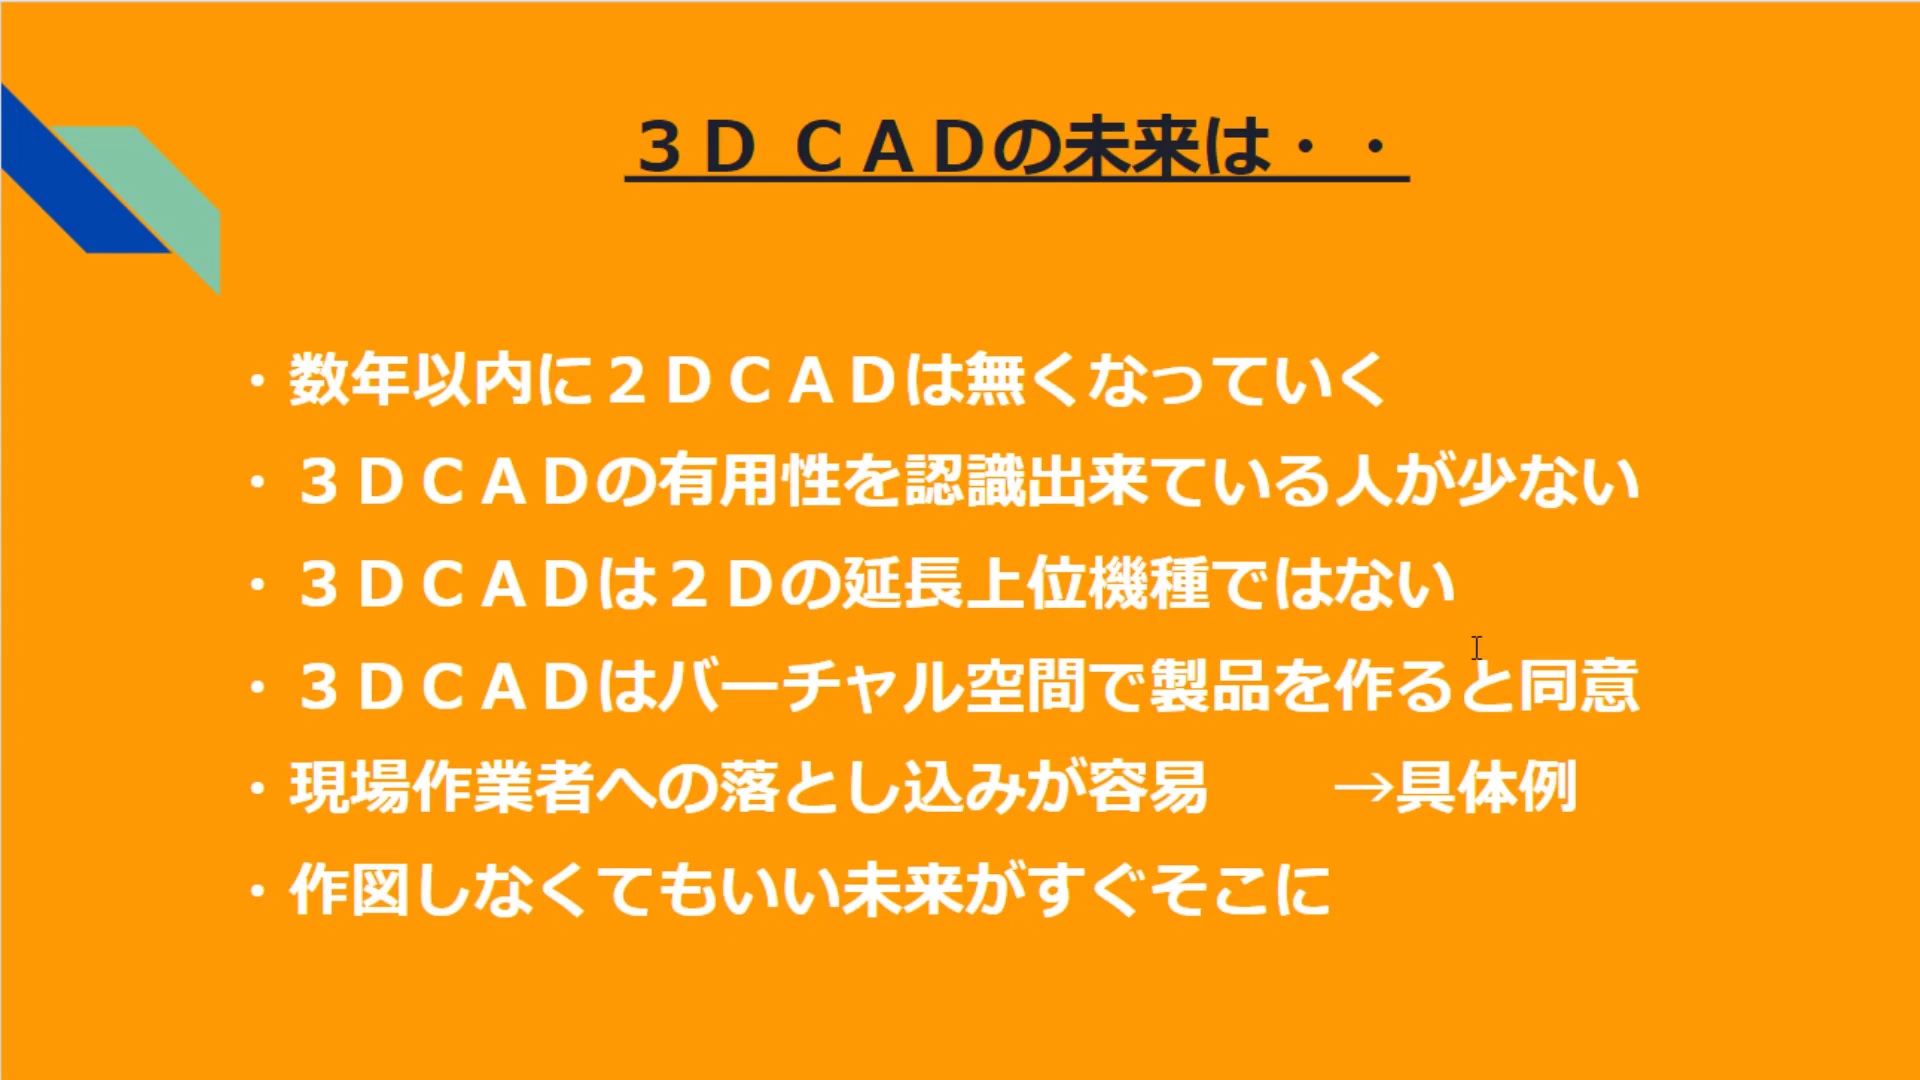 ３Ｄ ＣＡＤの未来は・・
・数年以内に２ＤＣＡＤは無くなっていく
・３ＤＣＡＤの有用性を認識出来ている人が少ない
・３ＤＣＡＤは２Ｄの延長上位機種ではない
・３ＤＣＡＤはバーチャル空間で製品を作ると同意
・現場作業者への落とし込みが容易　　→具体例
・作図しなくてもいい未来がすぐそこに